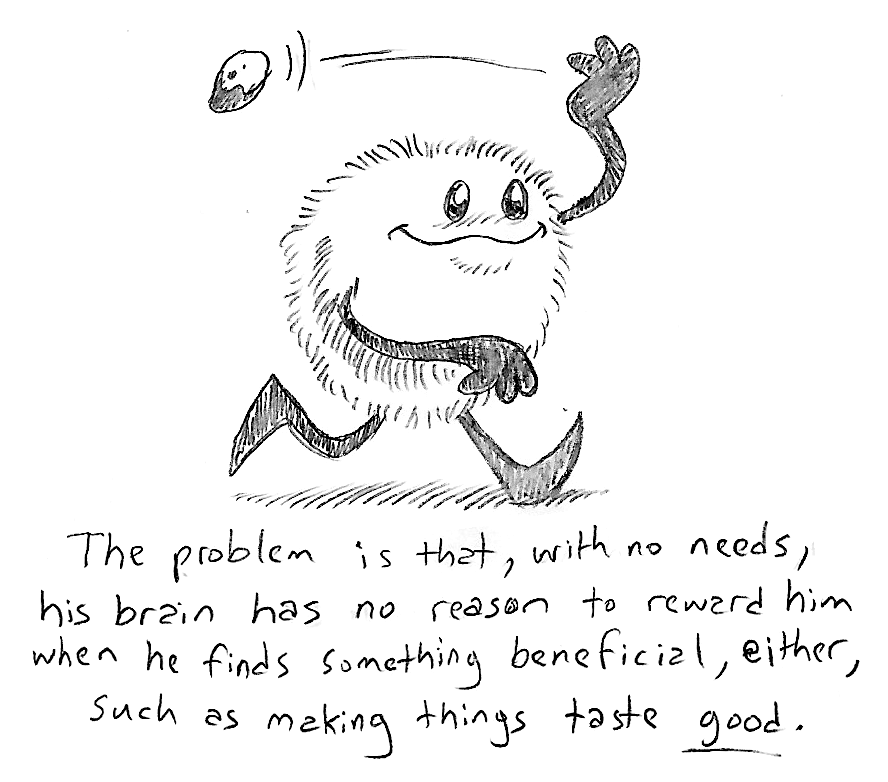 The problem is that, with no needs,
his brain has no reason to reward him
when he finds something beneficial, either,
such as making things taste good.